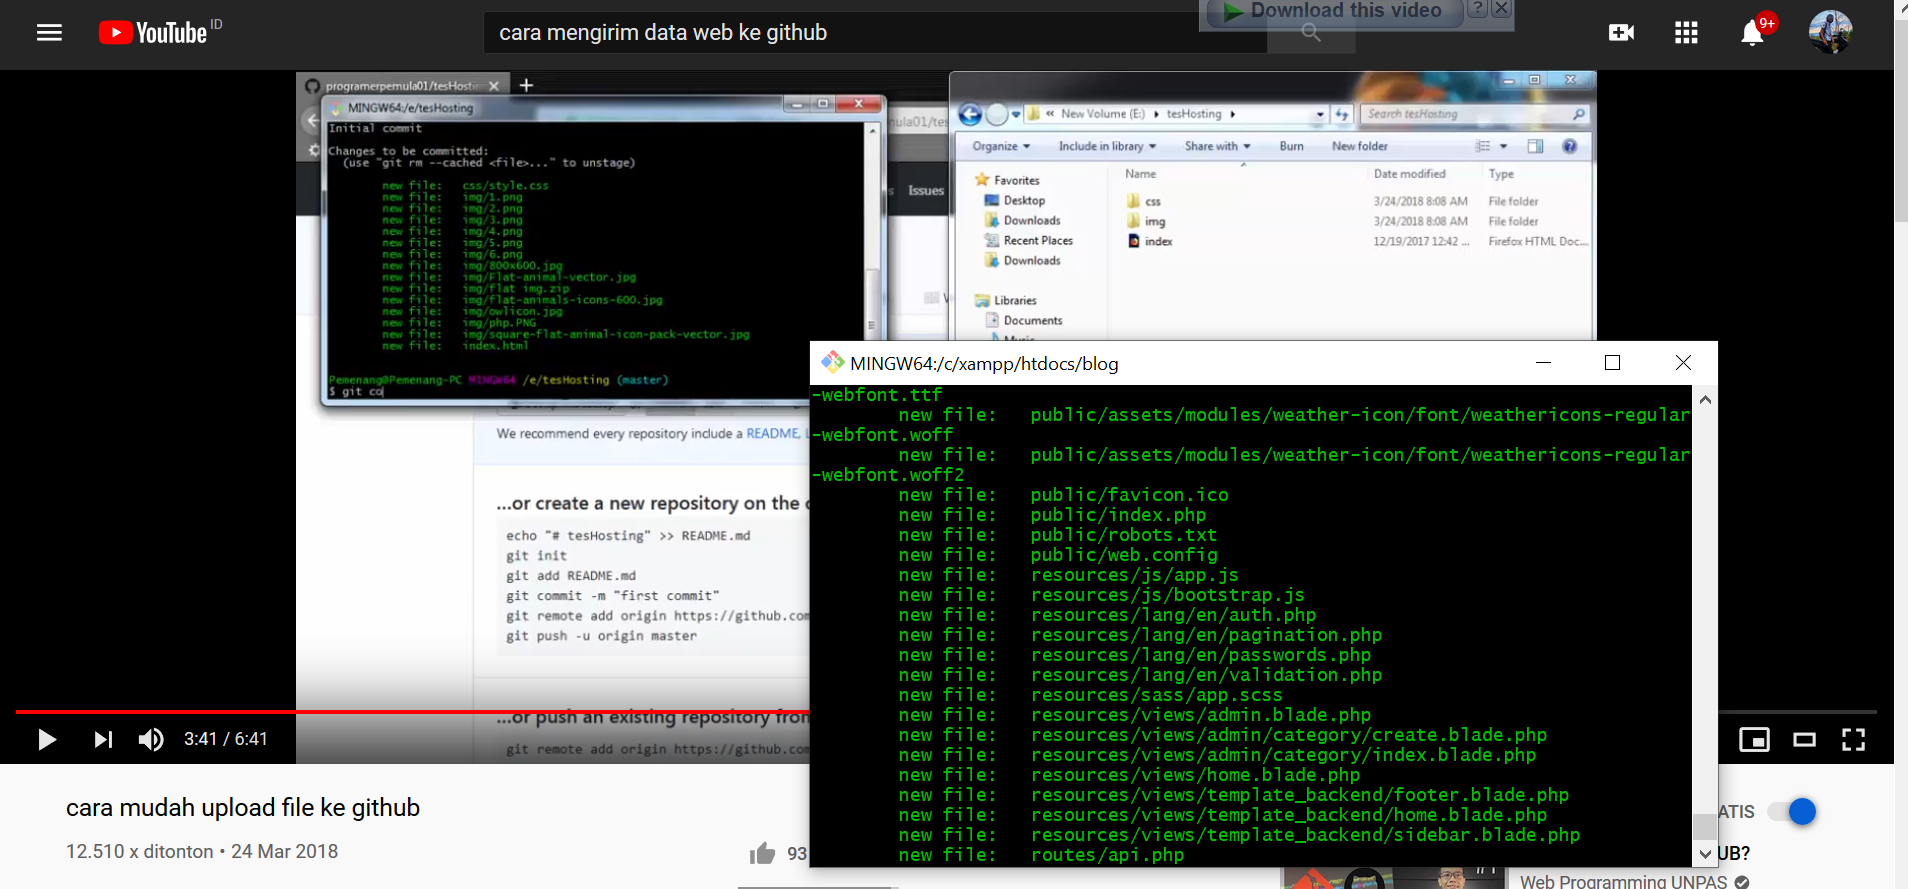 YouTube ID
cara mengirim data web ke github
Download this video
?
9+
programerpemula01/tesHosti
MINGW64:/e/tesHosting
Initial commit
Changes to be committed:
(use "git rm --cached <file>..." to unstage)
new file: css/style.css
new file: img/1.png
new file: img/2.png
new file: img/3.png
new file: img/4.png
new file: img/5.png
new file: img/6.png
new file: img/800x600.jpg
new file: img/Flat-animal-vector.jpg
new file: img/flat img.zip
new file: img/flat-animals-icons-600.jpg
new file: img/owlicon.jpg
new file: img/php.PNG
new file: img/square-flat-animal-icon-pack-vector.jpg
new file: index.html
Pemenang@Pemenang-PC MINGW64 /e/tesHosting (master)
$ git co
nula01/tes
s Issues
We recommend every repository include a README, L
...or create a new repository on the c
echo "# tesHosting" >> README.md
git init
git add README.md
git commit -m "first commit"
git remote add origin https://github.com
git push -u origin master
...or push an existing repository from
git remote add origin https://github.com
« New Volume (E:) tesHosting
Search tesHosting
Organize Include in library Share with Burn New folder
Favorites
Desktop
Downloads
Recent Places
Downloads
Libraries
Documents
Music
Name Date modified Type
css 3/24/2018 8:08 AM File folder
img 3/24/2018 8:08 AM File folder
index 12/19/2017 12:42 ... Firefox HTML Doc...
MINGW64:/c/xampp/htdocs/blog
-webfont.ttf
new file: public/assets/modules/weather-icon/font/weathericons-regular
-webfont.woff
new file: public/assets/modules/weather-icon/font/weathericons-regular
-webfont.woff2
new file: public/favicon.ico
new file: public/index.php
new file: public/robots.txt
new file: public/web.config
new file: resources/js/app.js
new file: resources/js/bootstrap.js
new file: resources/lang/en/auth.php
new file: resources/lang/en/pagination.php
new file: resources/lang/en/passwords.php
new file: resources/lang/en/validation.php
new file: resources/sass/app.scss
new file: resources/views/admin.blade.php
new file: resources/views/admin/category/create.blade.php
new file: resources/views/admin/category/index.blade.php
new file: resources/views/home.blade.php
new file: resources/views/template_backend/footer.blade.php
new file: resources/views/template_backend/home.blade.php
new file: resources/views/template_backend/sidebar.blade.php
new file: routes/api.php
3:41 / 6:41
cara mudah upload file ke github
12.510 x ditonton • 24 Mar 2018
93
ATIS
UB?
#1
Web Programming UNPAS